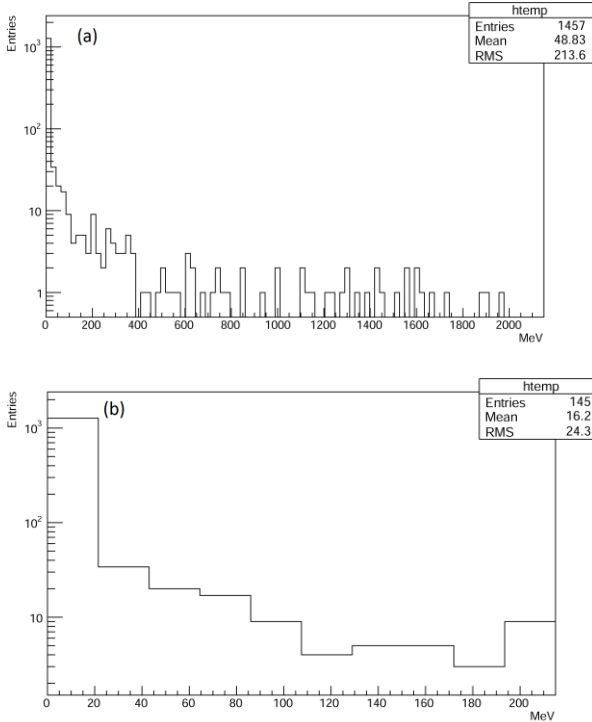 htemp
Entries 1457
Mean 48.83
RMS 213.6
(a)
Entries
10³
10²
10
1
0 200 400 600 800 1000 1200 1400 1600 1800 2000
MeV
htemp
Entries 145
Mean 16.2
RMS 24.3
(b)
Entries
10³
10²
10
0 20 40 60 80 100 120 140 160 180 200
MeV